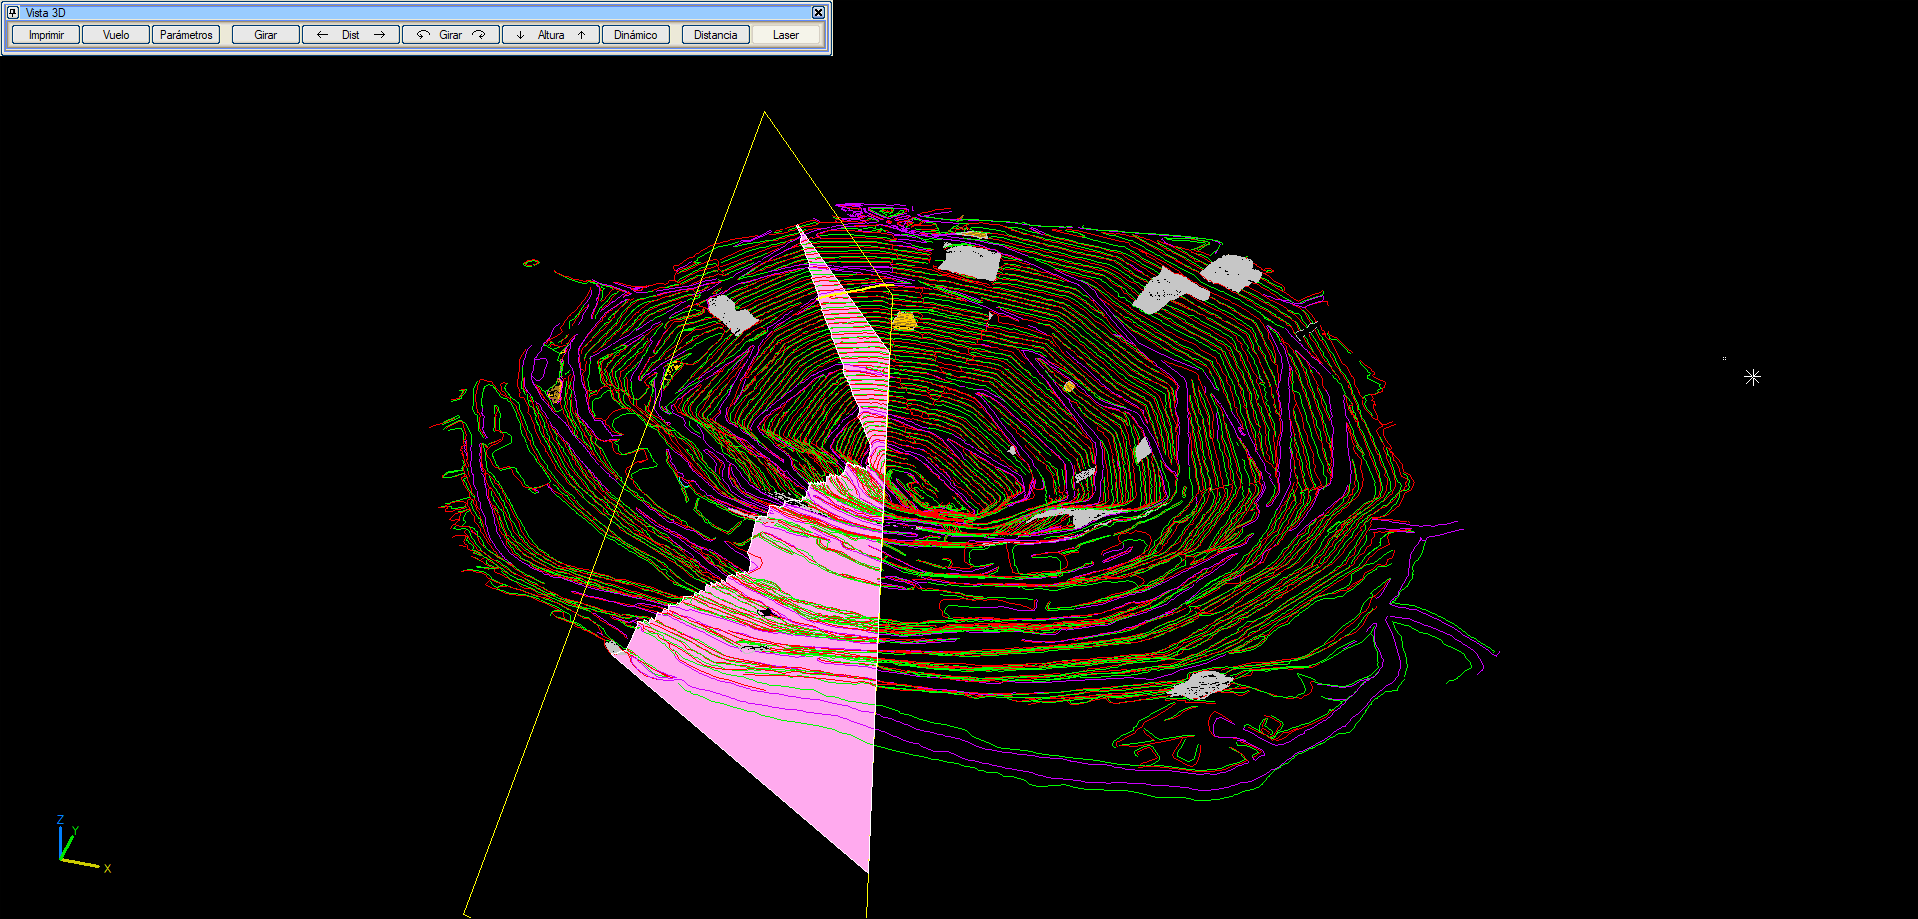 Vista 3D
Imprimir Vuelo Parámetros Girar ← Dist → Girar ↓ Altura ↑ Dinámico Distancia Laser
Z
Y
X